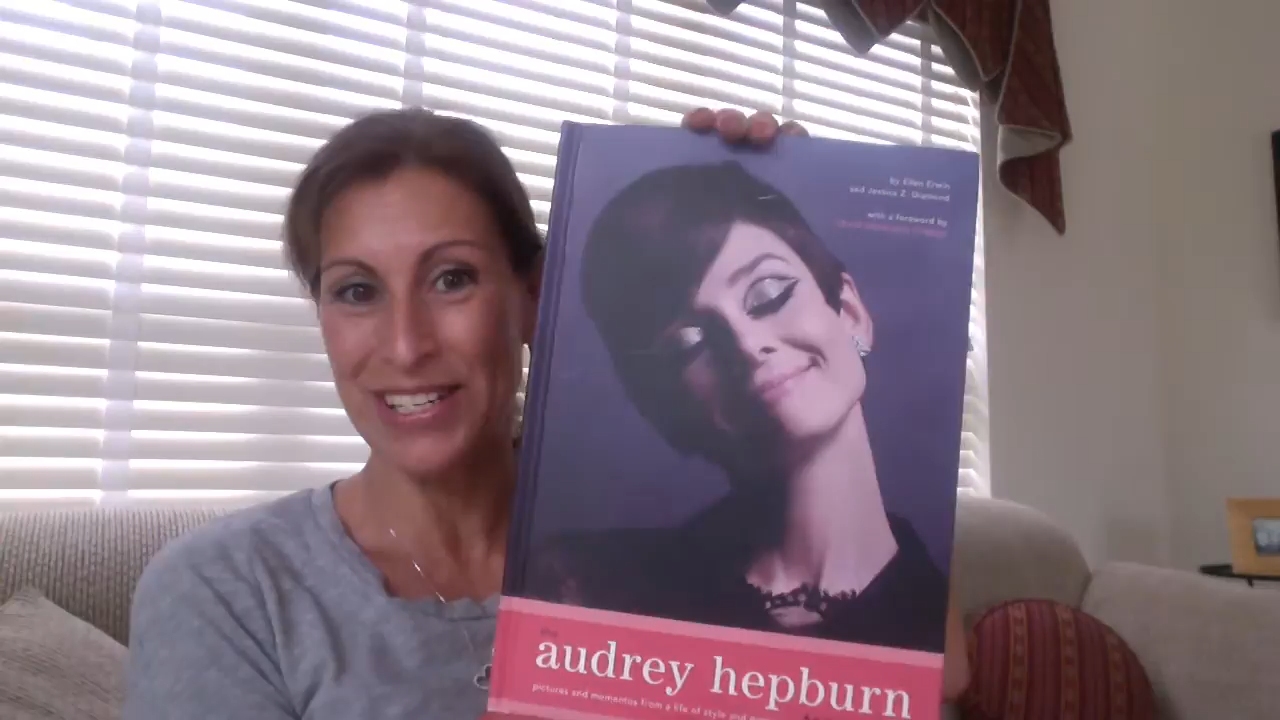 by Ellen Erwin
and Jessica Z. Diamond
with a foreword by
the
audrey hepburn
pictures and mementos from a life of style and